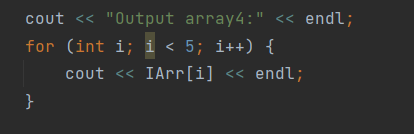 cout << "Output array4:" << endl;
for (int i; i < 5; i++) {
cout << IArr[i] << endl;
}